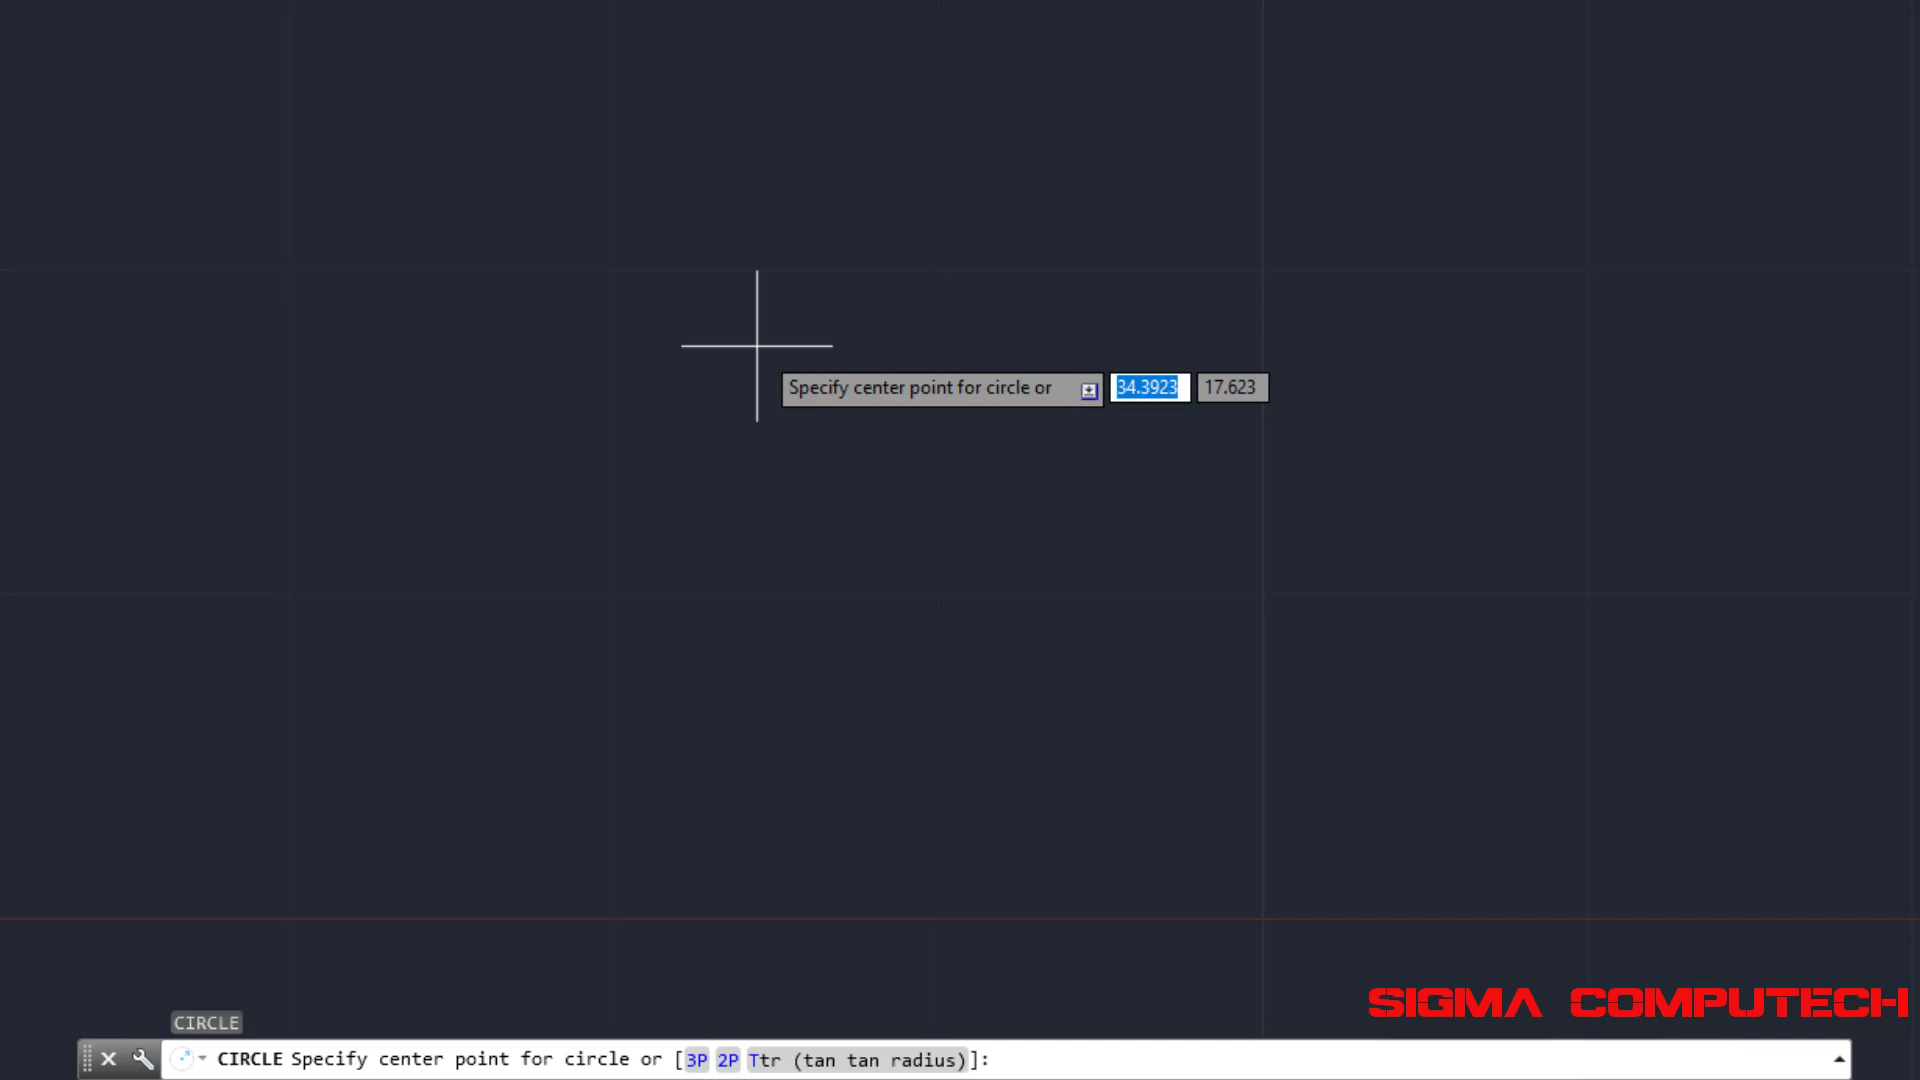 Specify center point for circle or 34.3923 17.623
SIGMA COMPUTECH
CIRCLE
CIRCLE Specify center point for circle or [3P 2P Ttr (tan tan radius)]: